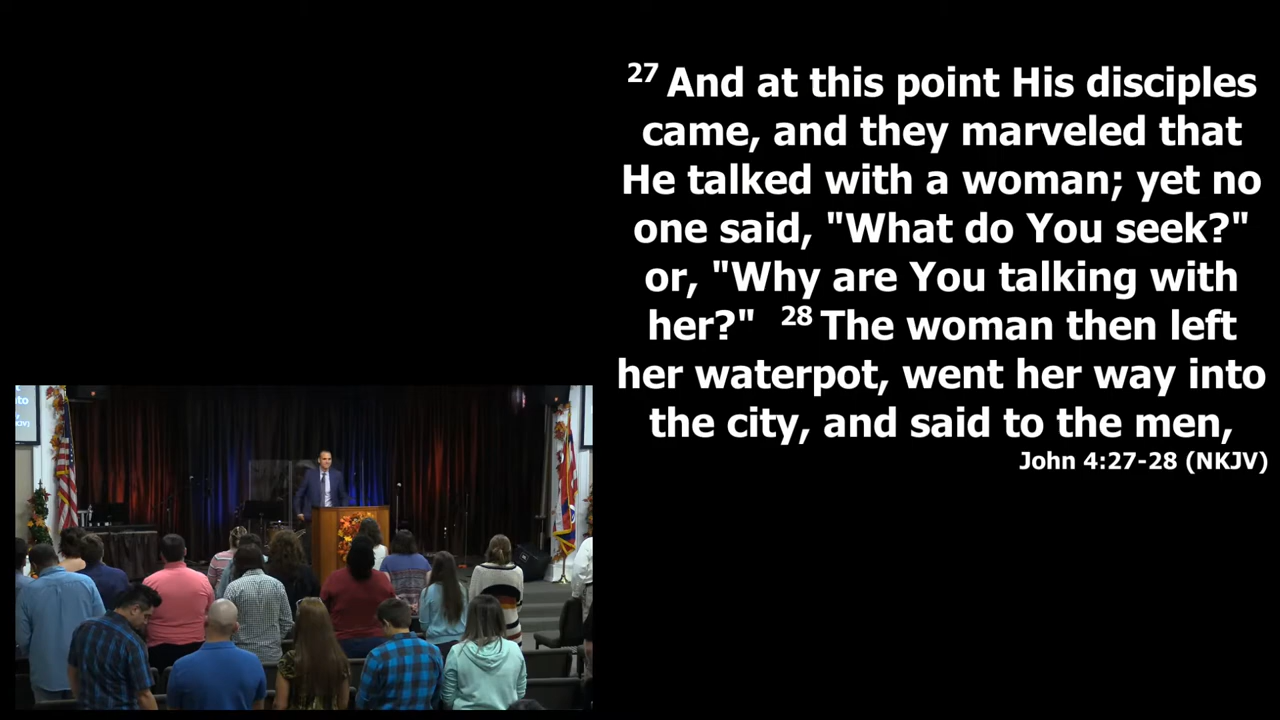 27 And at this point His disciples
came, and they marveled that
He talked with a woman; yet no
one said, "What do You seek?"
or, "Why are You talking with
her?" 28 The woman then left
her waterpot, went her way into
the city, and said to the men,
John 4:27-28 (NKJV)